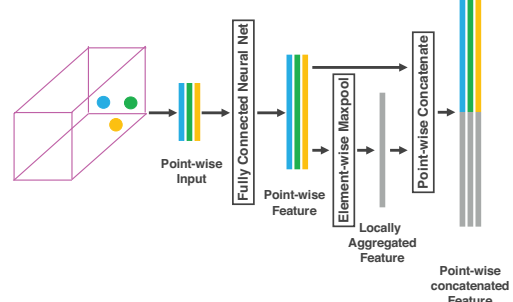 Point-wise
Input
Fully Connected Neural Net
Point-wise
Feature
Element-wise Maxpool
Locally
Aggregated
Feature
Point-wise Concatenate
Point-wise
concatenated
Feature